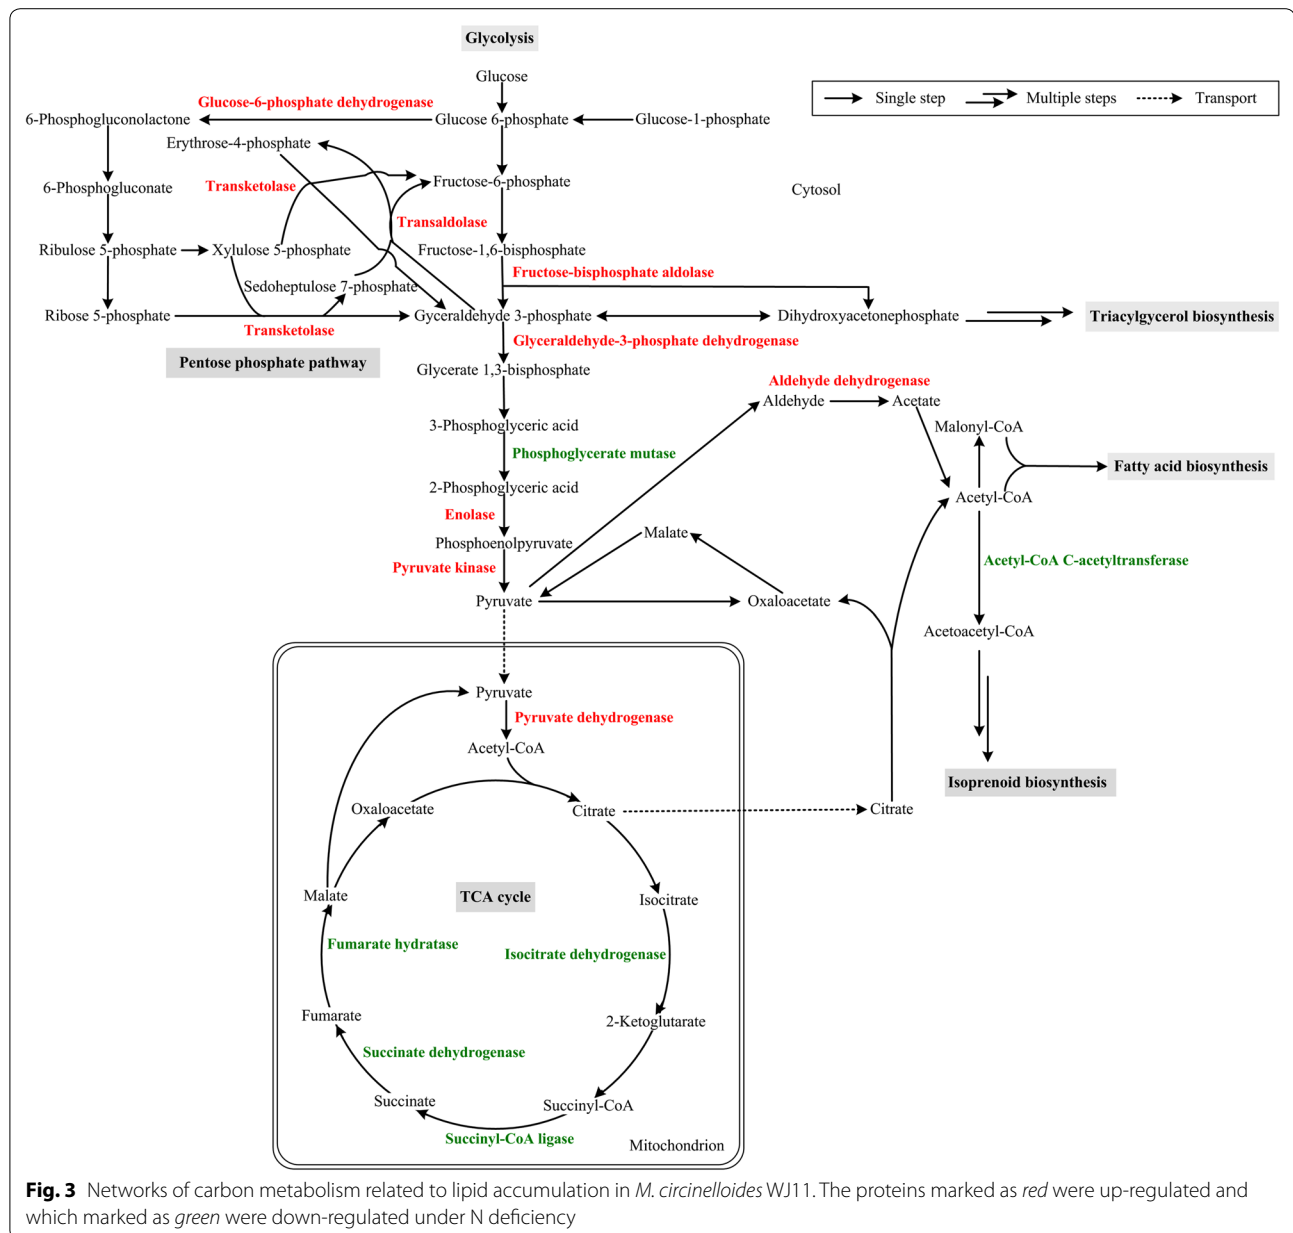 Glycolysis
Glucose
Single step
Multiple steps
Transport
Glucose-6-phosphate dehydrogenase
6-Phosphogluconolactone
Glucose 6-phosphate
Glucose-1-phosphate
Erythrose-4-phosphate
6-Phosphogluconate
Transketolase
Fructose-6-phosphate
Cytosol
Transaldolase
Ribulose 5-phosphate
Xylulose 5-phosphate
Fructose-1,6-bisphosphate
Fructose-bisphosphate aldolase
Sedoheptulose 7-phosphate
Ribose 5-phosphate
Transketolase
Gyceraldehyde 3-phosphate
Dihydroxyacetonephosphate
Triacylgycerol biosynthesis
Glyceraldehyde-3-phosphate dehydrogenase
Pentose phosphate pathway
Glycerate 1,3-bisphosphate
Aldehyde dehydrogenase
Aldehyde
Acetate
3-Phosphoglyceric acid
Malonyl-CoA
Phosphoglycerate mutase
Fatty acid biosynthesis
2-Phosphoglyceric acid
Acetyl-CoA
Enolase
Phosphoenolpyruvate
Malate
Acetyl-CoA C-acetyltransferase
Pyruvate kinase
Pyruvate
Oxaloacetate
Acetoacetyl-CoA
Pyruvate
Pyruvate dehydrogenase
Acetyl-CoA
Isoprenoid biosynthesis
Oxaloacetate
Citrate
Citrate
Malate
TCA cycle
Isocitrate
Fumarate hydratase
Isocitrate dehydrogenase
Fumarate
2-Ketoglutarate
Succinate dehydrogenase
Succinate
Succinyl-CoA
Succinyl-CoA ligase
Mitochondrion
Fig. 3 Networks of carbon metabolism related to lipid accumulation in M. circinelloides WJ11. The proteins marked as red were up-regulated and
which marked as green were down-regulated under N deficiency